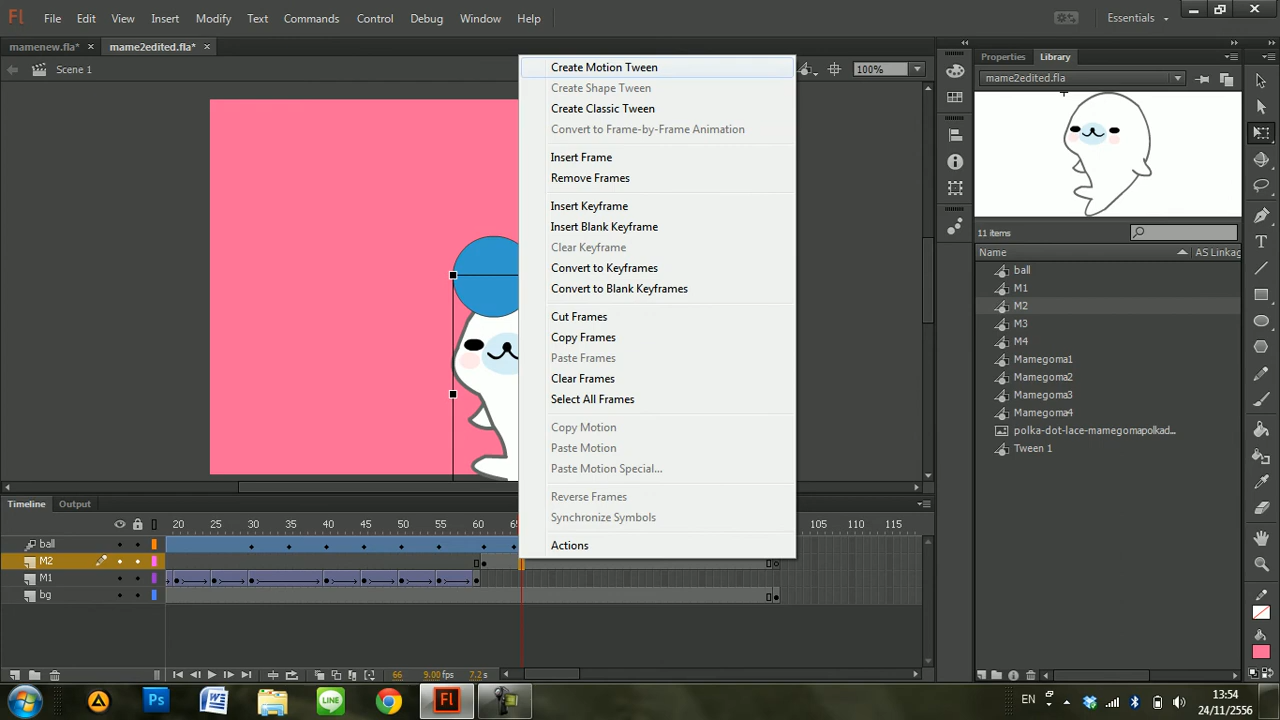 Fl File Edit View Insert Modify Text Commands Control Debug Window Help Essentials
mamenew.fla* × mame2edited.fla* ×
Scene 1
100%
Create Motion Tween
Create Shape Tween
Create Classic Tween
Convert to Frame-by-Frame Animation
Insert Frame
Remove Frames
Insert Keyframe
Insert Blank Keyframe
Clear Keyframe
Convert to Keyframes
Convert to Blank Keyframes
Cut Frames
Copy Frames
Paste Frames
Clear Frames
Select All Frames
Copy Motion
Paste Motion
Paste Motion Special...
Reverse Frames
Synchronize Symbols
Actions
Properties Library
mame2edited.fla
11 items
Name AS Linkag
ball
M1
M2
M3
M4
Mamegoma1
Mamegoma2
Mamegoma3
Mamegoma4
polka-dot-lace-mamegomapolkad...
Tween 1
Timeline Output
20 25 30 35 40 45 50 55 60 65 105 110 115
ball
M2
M1
bg
66 9.00 fps 7.2 s
Ps W LINE Fl
EN
13:54
24/11/2556